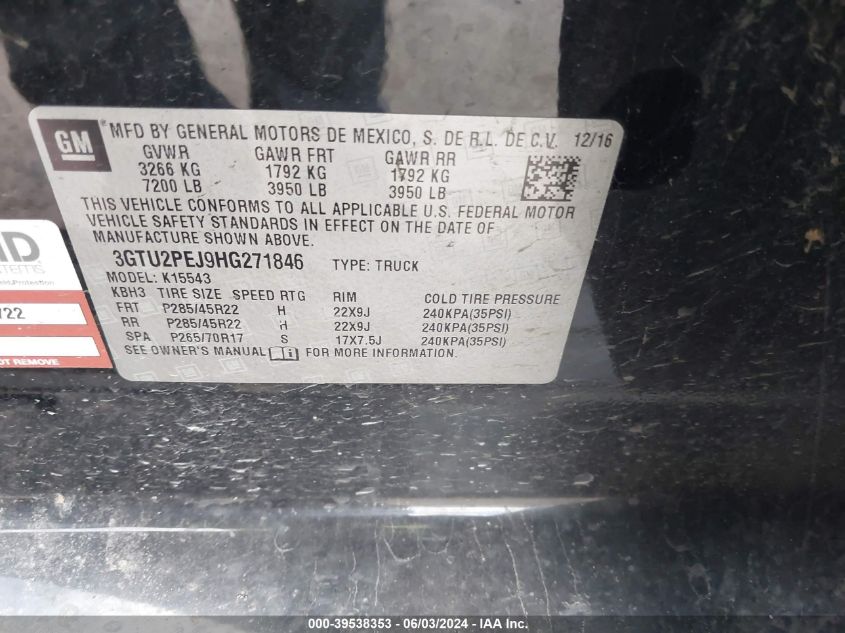 GM
MFD BY GENERAL MOTORS DE MEXICO, S. DE R.L. DE C.V. 12/16
GVWR GAWR FRT GAWR RR
3266 KG 1792 KG 1792 KG
7200 LB 3950 LB 3950 LB
THIS VEHICLE CONFORMS TO ALL APPLICABLE U.S. FEDERAL MOTOR
VEHICLE SAFETY STANDARDS IN EFFECT ON THE DATE OF
MANUFACTURE SHOWN ABOVE.
3GTU2PEJ9HG271846 TYPE: TRUCK
MODEL: K15543
KBH3 TIRE SIZE SPEED RTG RIM COLD TIRE PRESSURE
FRT P285/45R22 H 22X9J 240KPA(35PSI)
RR P285/45R22 H 22X9J 240KPA(35PSI)
SPA P265/70R17 S 17X7.5J 240KPA(35PSI)
SEE OWNER'S MANUAL FOR MORE INFORMATION.
/22
OT REMOVE
000-39538353 - 06/03/2024 - IAA Inc.